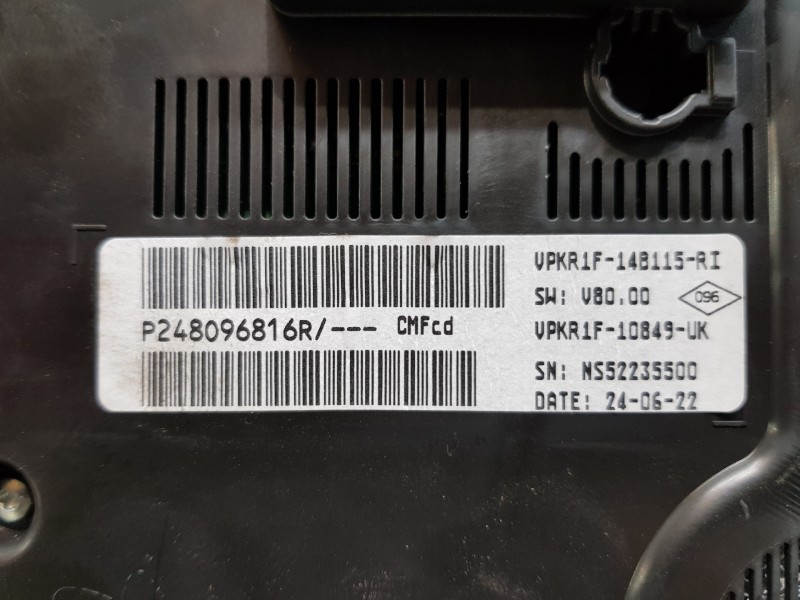 VPKR1F-14B115-RI
SW: V80.00
096
P248096816R/--- CMFcd
VPKR1F-10849-UK
SN: NS52235500
DATE: 24-06-22